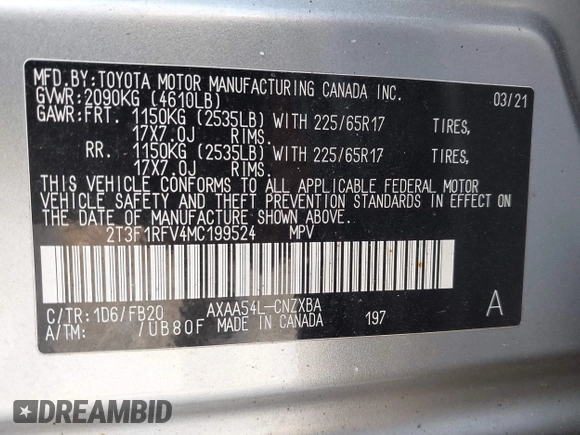 MFD.BY:TOYOTA MOTOR MANUFACTURING CANADA INC.
GVWR:2090KG (4610LB) 03/21
GAWR:FRT. 1150KG (2535LB) WITH 225/65R17 TIRES,
17X7.0J RIMS.
RR. 1150KG (2535LB) WITH 225/65R17 TIRES,
17X7.0J RIMS.
THIS VEHICLE CONFORMS TO ALL APPLICABLE FEDERAL MOTOR
VEHICLE SAFETY AND THEFT PREVENTION STANDARDS IN EFFECT ON
THE DATE OF MANUFACTURE SHOWN ABOVE.
2T3F1RFV4MC199524 MPV
C/TR:1D6/FB20 AXAA54L-CNZXBA A
A/TM: /UB80F MADE IN CANADA 197
DREAMBID